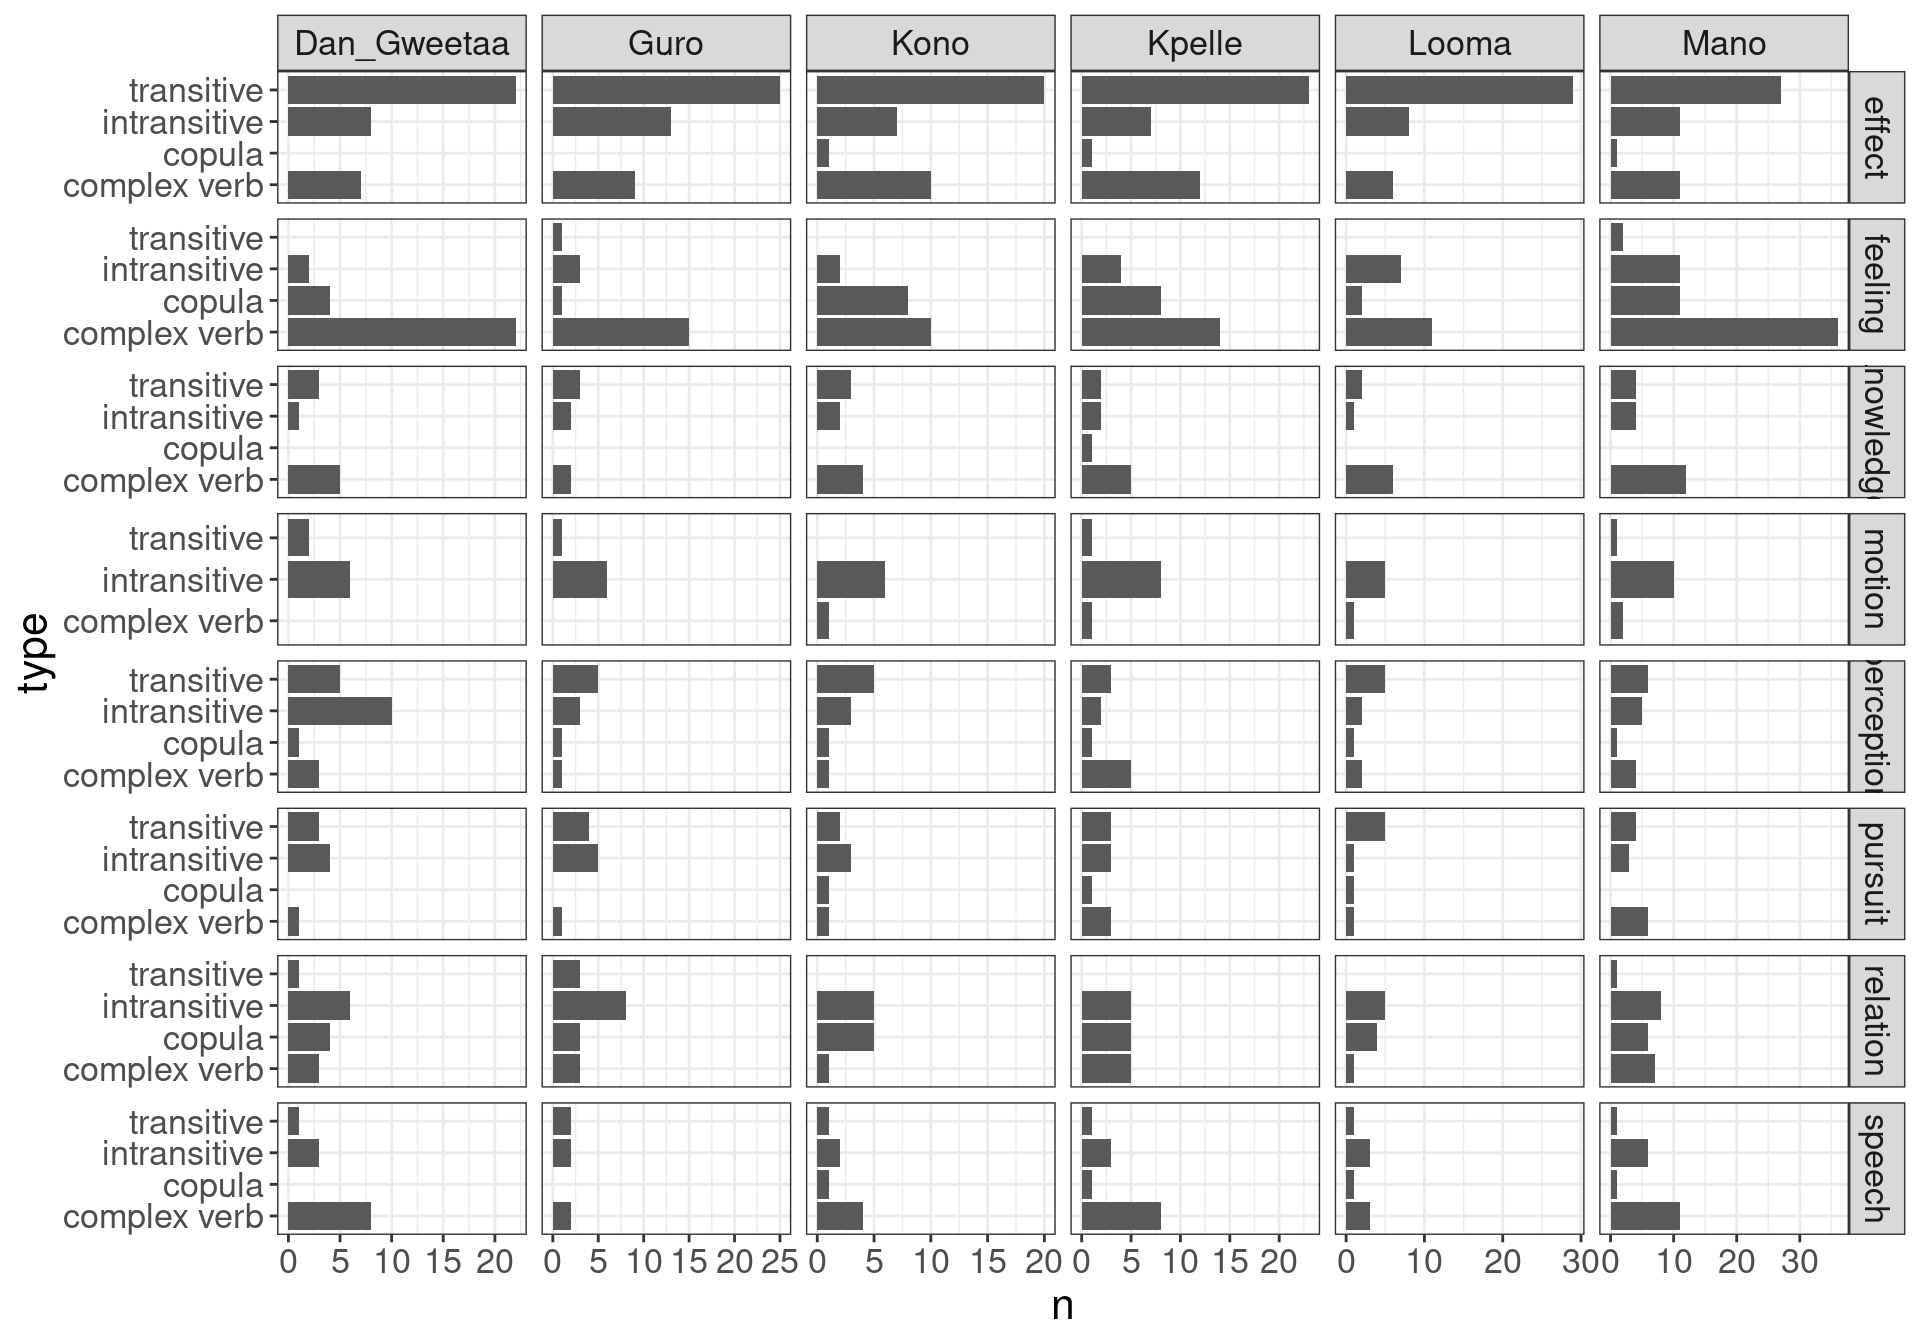 Dan_Gweetaa Guro Kono Kpelle Looma Mano
transitive
intransitive
copula
complex verb
effect
transitive
intransitive
copula
complex verb
feeling
transitive
intransitive
copula
complex verb
nowledg
transitive
intransitive
complex verb
motion
transitive
intransitive
copula
complex verb
perception
transitive
intransitive
copula
complex verb
pursuit
transitive
intransitive
copula
complex verb
relation
transitive
intransitive
copula
complex verb
speech
type
0 5 10 15 20 0 5 10 15 20 25 0 5 10 15 20 0 5 10 15 20 0 10 20 30 0 10 20 30
n